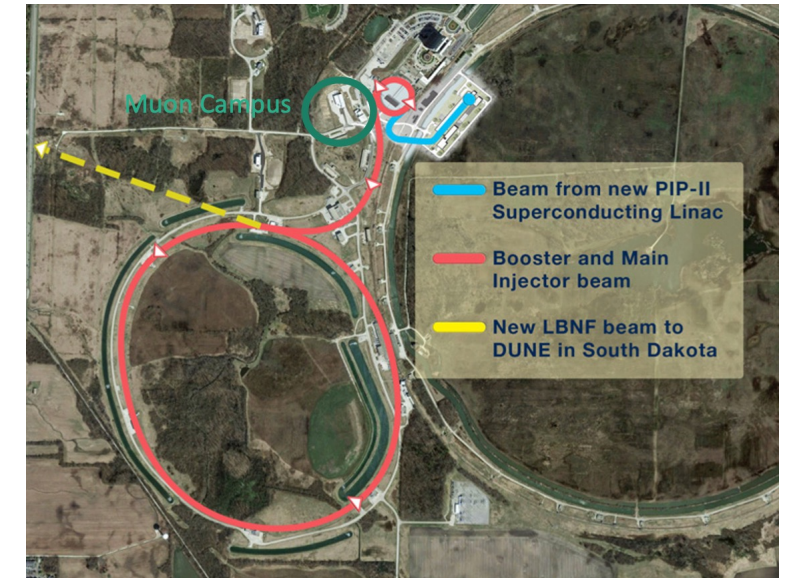 Muon Campus
Beam from new PIP-II
Superconducting Linac
Booster and Main
Injector beam
New LBNF beam to
DUNE in South Dakota